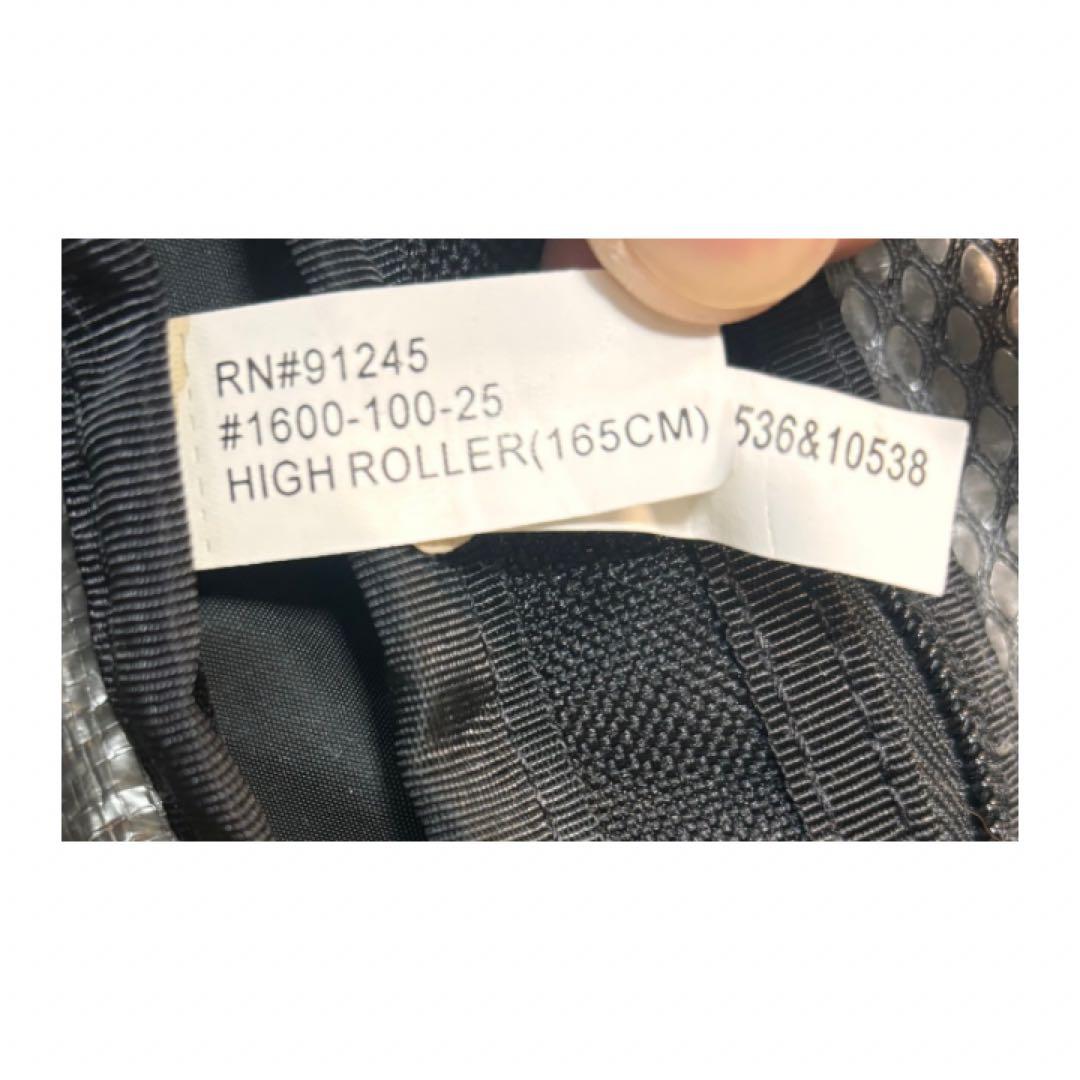 RN#91245
#1600-100-25
HIGH ROLLER(165CM)
536&10538